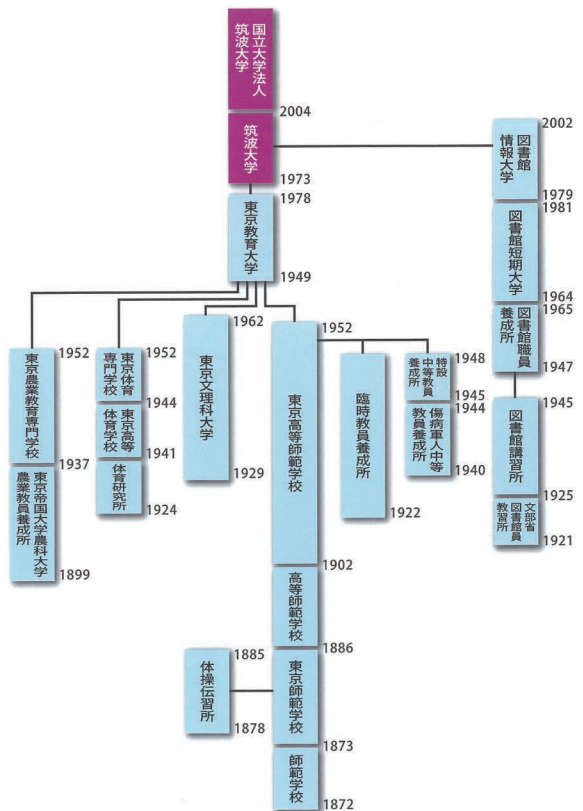 国立大学法人
筑波大学
2004
筑波大学
1973
2002
図書館
情報大学
1979
1978
東京教育大学
1949
1981
図書館短期大学
1964
1965
図書館職員
養成所
1947
1945
図書館講習所
1925
文部省
図書館員
教習所
1921
1952
東京農業教育専門学校
1937
東京帝国大学農科大学
農業教員養成所
1899
1952
東京体育
専門学校
1944
東京高等
体育学校
1941
体育研究所
1924
1962
東京文理科大学
1929
1952
東京高等師範学校
1902
臨時教員養成所
1922
1948
特設
中等教員
養成所
1945
1944
傷病軍人中等
教員養成所
1940
高等師範学校
1886
1885
体操伝習所
1878
東京師範学校
1873
師範学校
1872